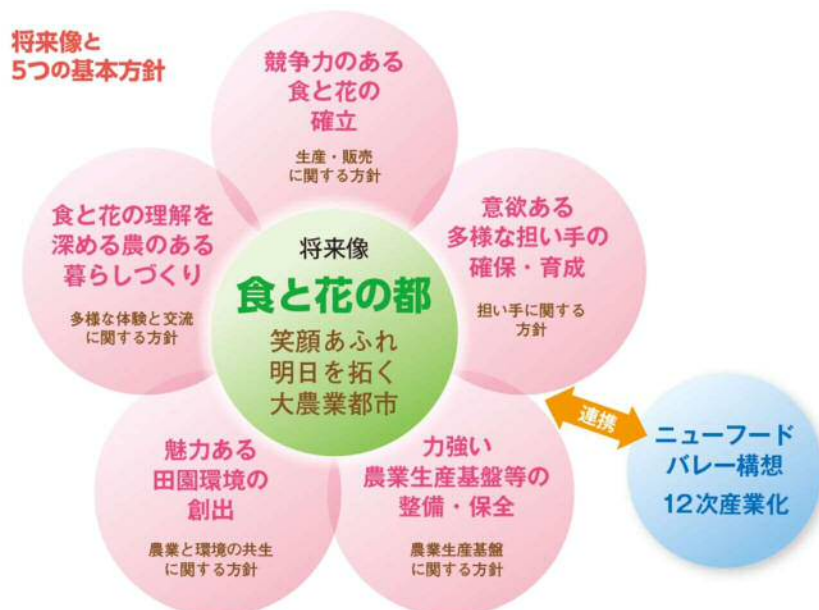 将来像と
5つの基本方針
競争力のある
食と花の
確立
生産・販売
に関する方針
意欲ある
多様な担い手の
確保・育成
担い手に関する
方針
食と花の理解を
深める農のある
暮らしづくり
多様な体験と交流
に関する方針
将来像
食と花の都
笑顔あふれ
明日を拓く
大農業都市
魅力ある
田園環境の
創出
農業と環境の共生
に関する方針
力強い
農業生産基盤等の
整備・保全
農業生産基盤
に関する方針
連携
ニューフード
バレー構想
12次産業化